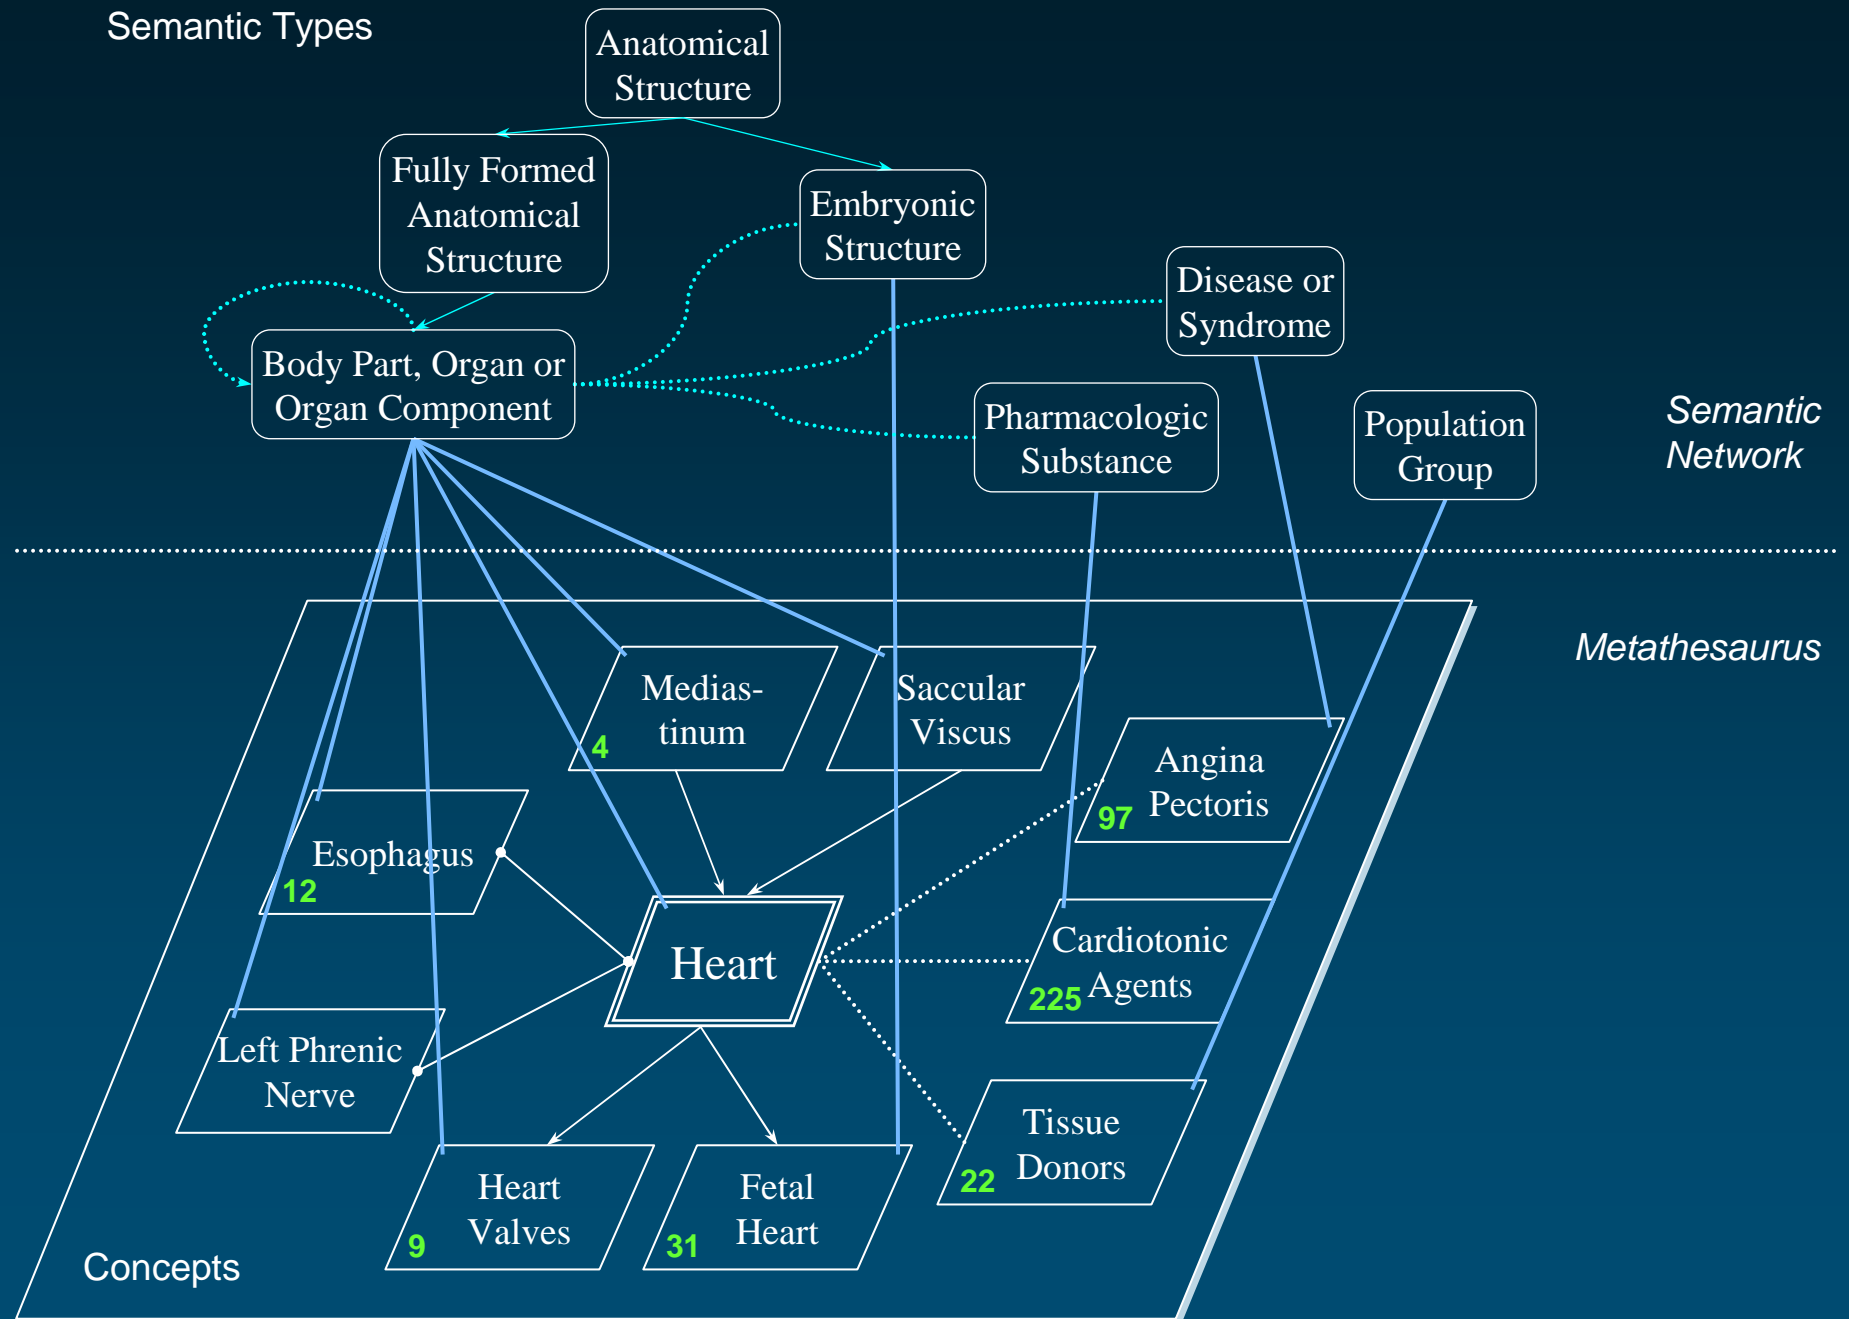 Semantic Types
Anatomical
Structure
Fully Formed
Anatomical
Structure
Embryonic
Structure
Disease or
Syndrome
Body Part, Organ or
Organ Component
Pharmacologic
Substance
Population
Group
Semantic
Network
Metathesaurus
Medias-
tinum
4
Saccular
Viscus
Angina
Pectoris
97
Esophagus
12
Heart
Cardiotonic
Agents
225
Left Phrenic
Nerve
Tissue
Donors
22
Heart
Valves
9
Fetal
Heart
31
Concepts